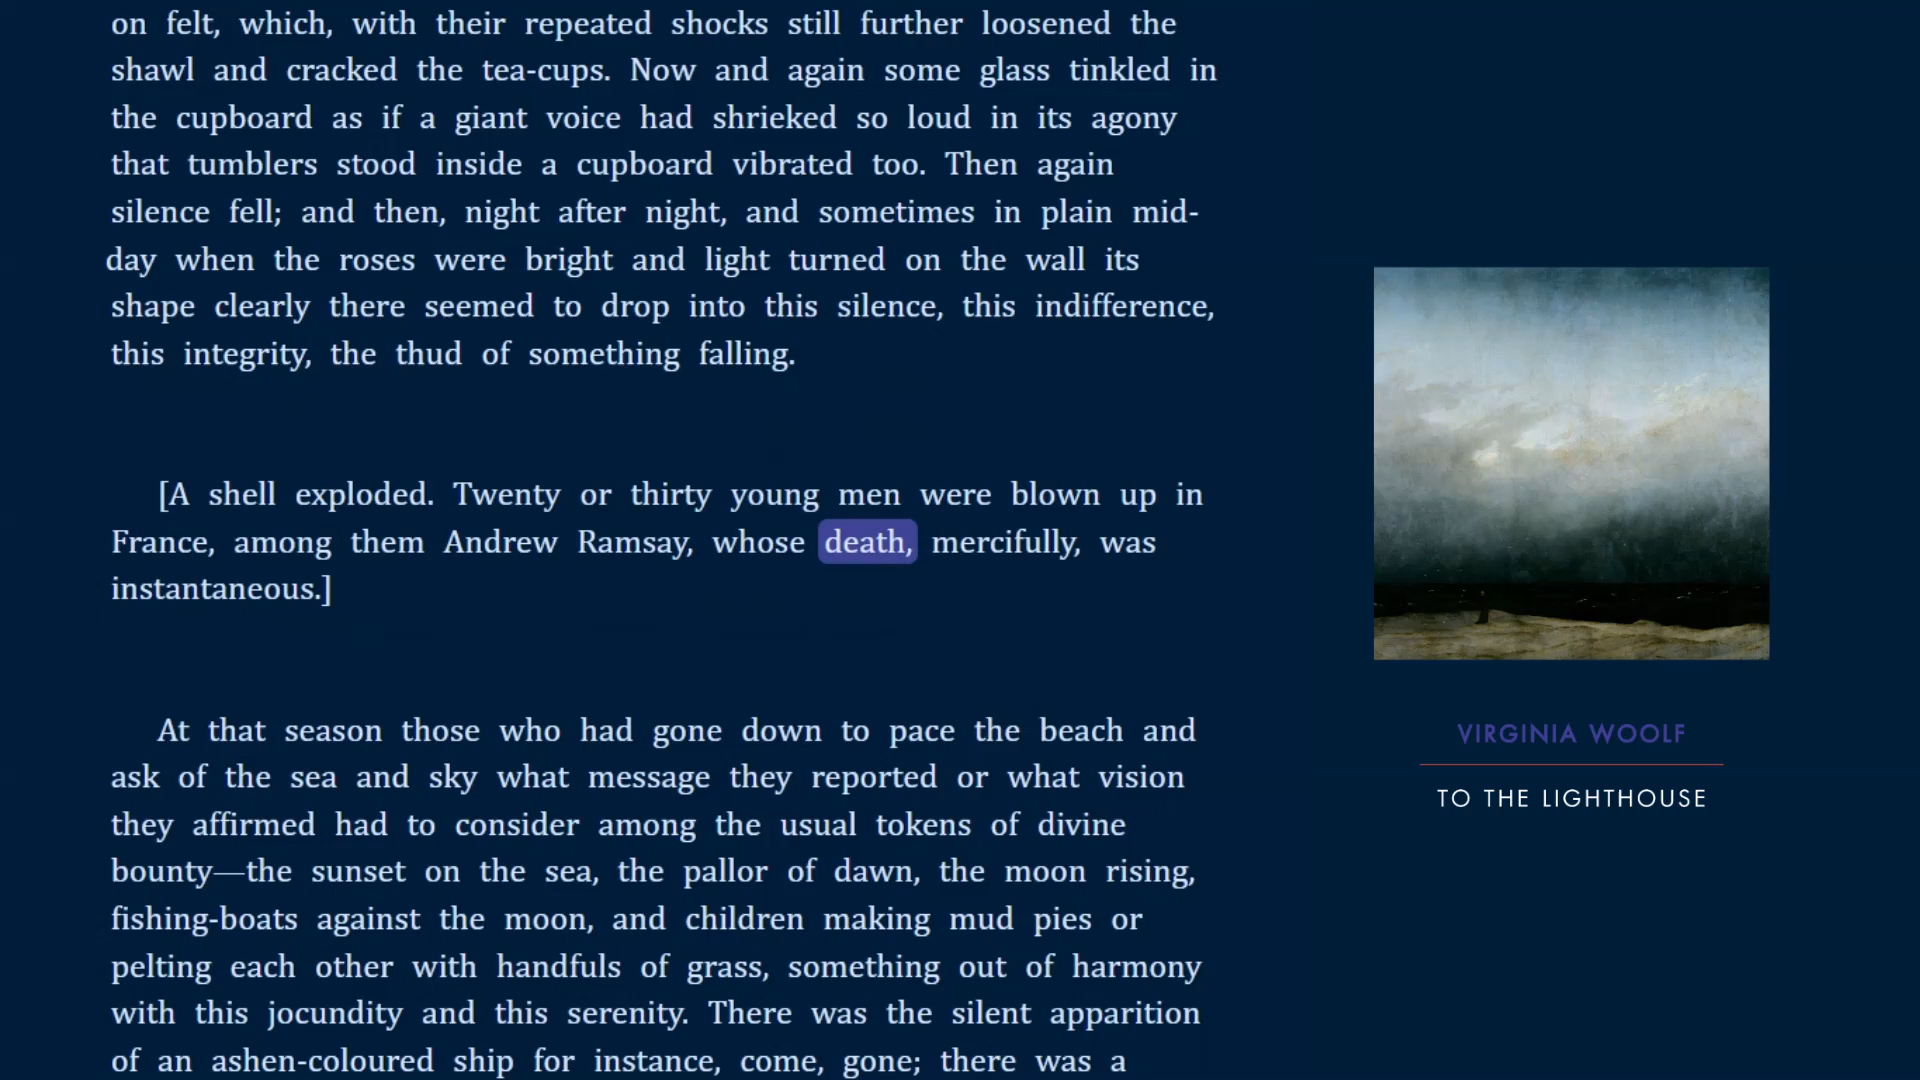 on felt, which, with their repeated shocks still further loosened the
shawl and cracked the tea-cups. Now and again some glass tinkled in
the cupboard as if a giant voice had shrieked so loud in its agony
that tumblers stood inside a cupboard vibrated too. Then again
silence fell; and then, night after night, and sometimes in plain mid-
day when the roses were bright and light turned on the wall its
shape clearly there seemed to drop into this silence, this indifference,
this integrity, the thud of something falling.
[A shell exploded. Twenty or thirty young men were blown up in
France, among them Andrew Ramsay, whose death, mercifully, was
instantaneous.]
At that season those who had gone down to pace the beach and
ask of the sea and sky what message they reported or what vision
they affirmed had to consider among the usual tokens of divine
bounty—the sunset on the sea, the pallor of dawn, the moon rising,
fishing-boats against the moon, and children making mud pies or
pelting each other with handfuls of grass, something out of harmony
with this jocundity and this serenity. There was the silent apparition
of an ashen-coloured ship for instance, come, gone; there was a
VIRGINIA WOOLF
TO THE LIGHTHOUSE